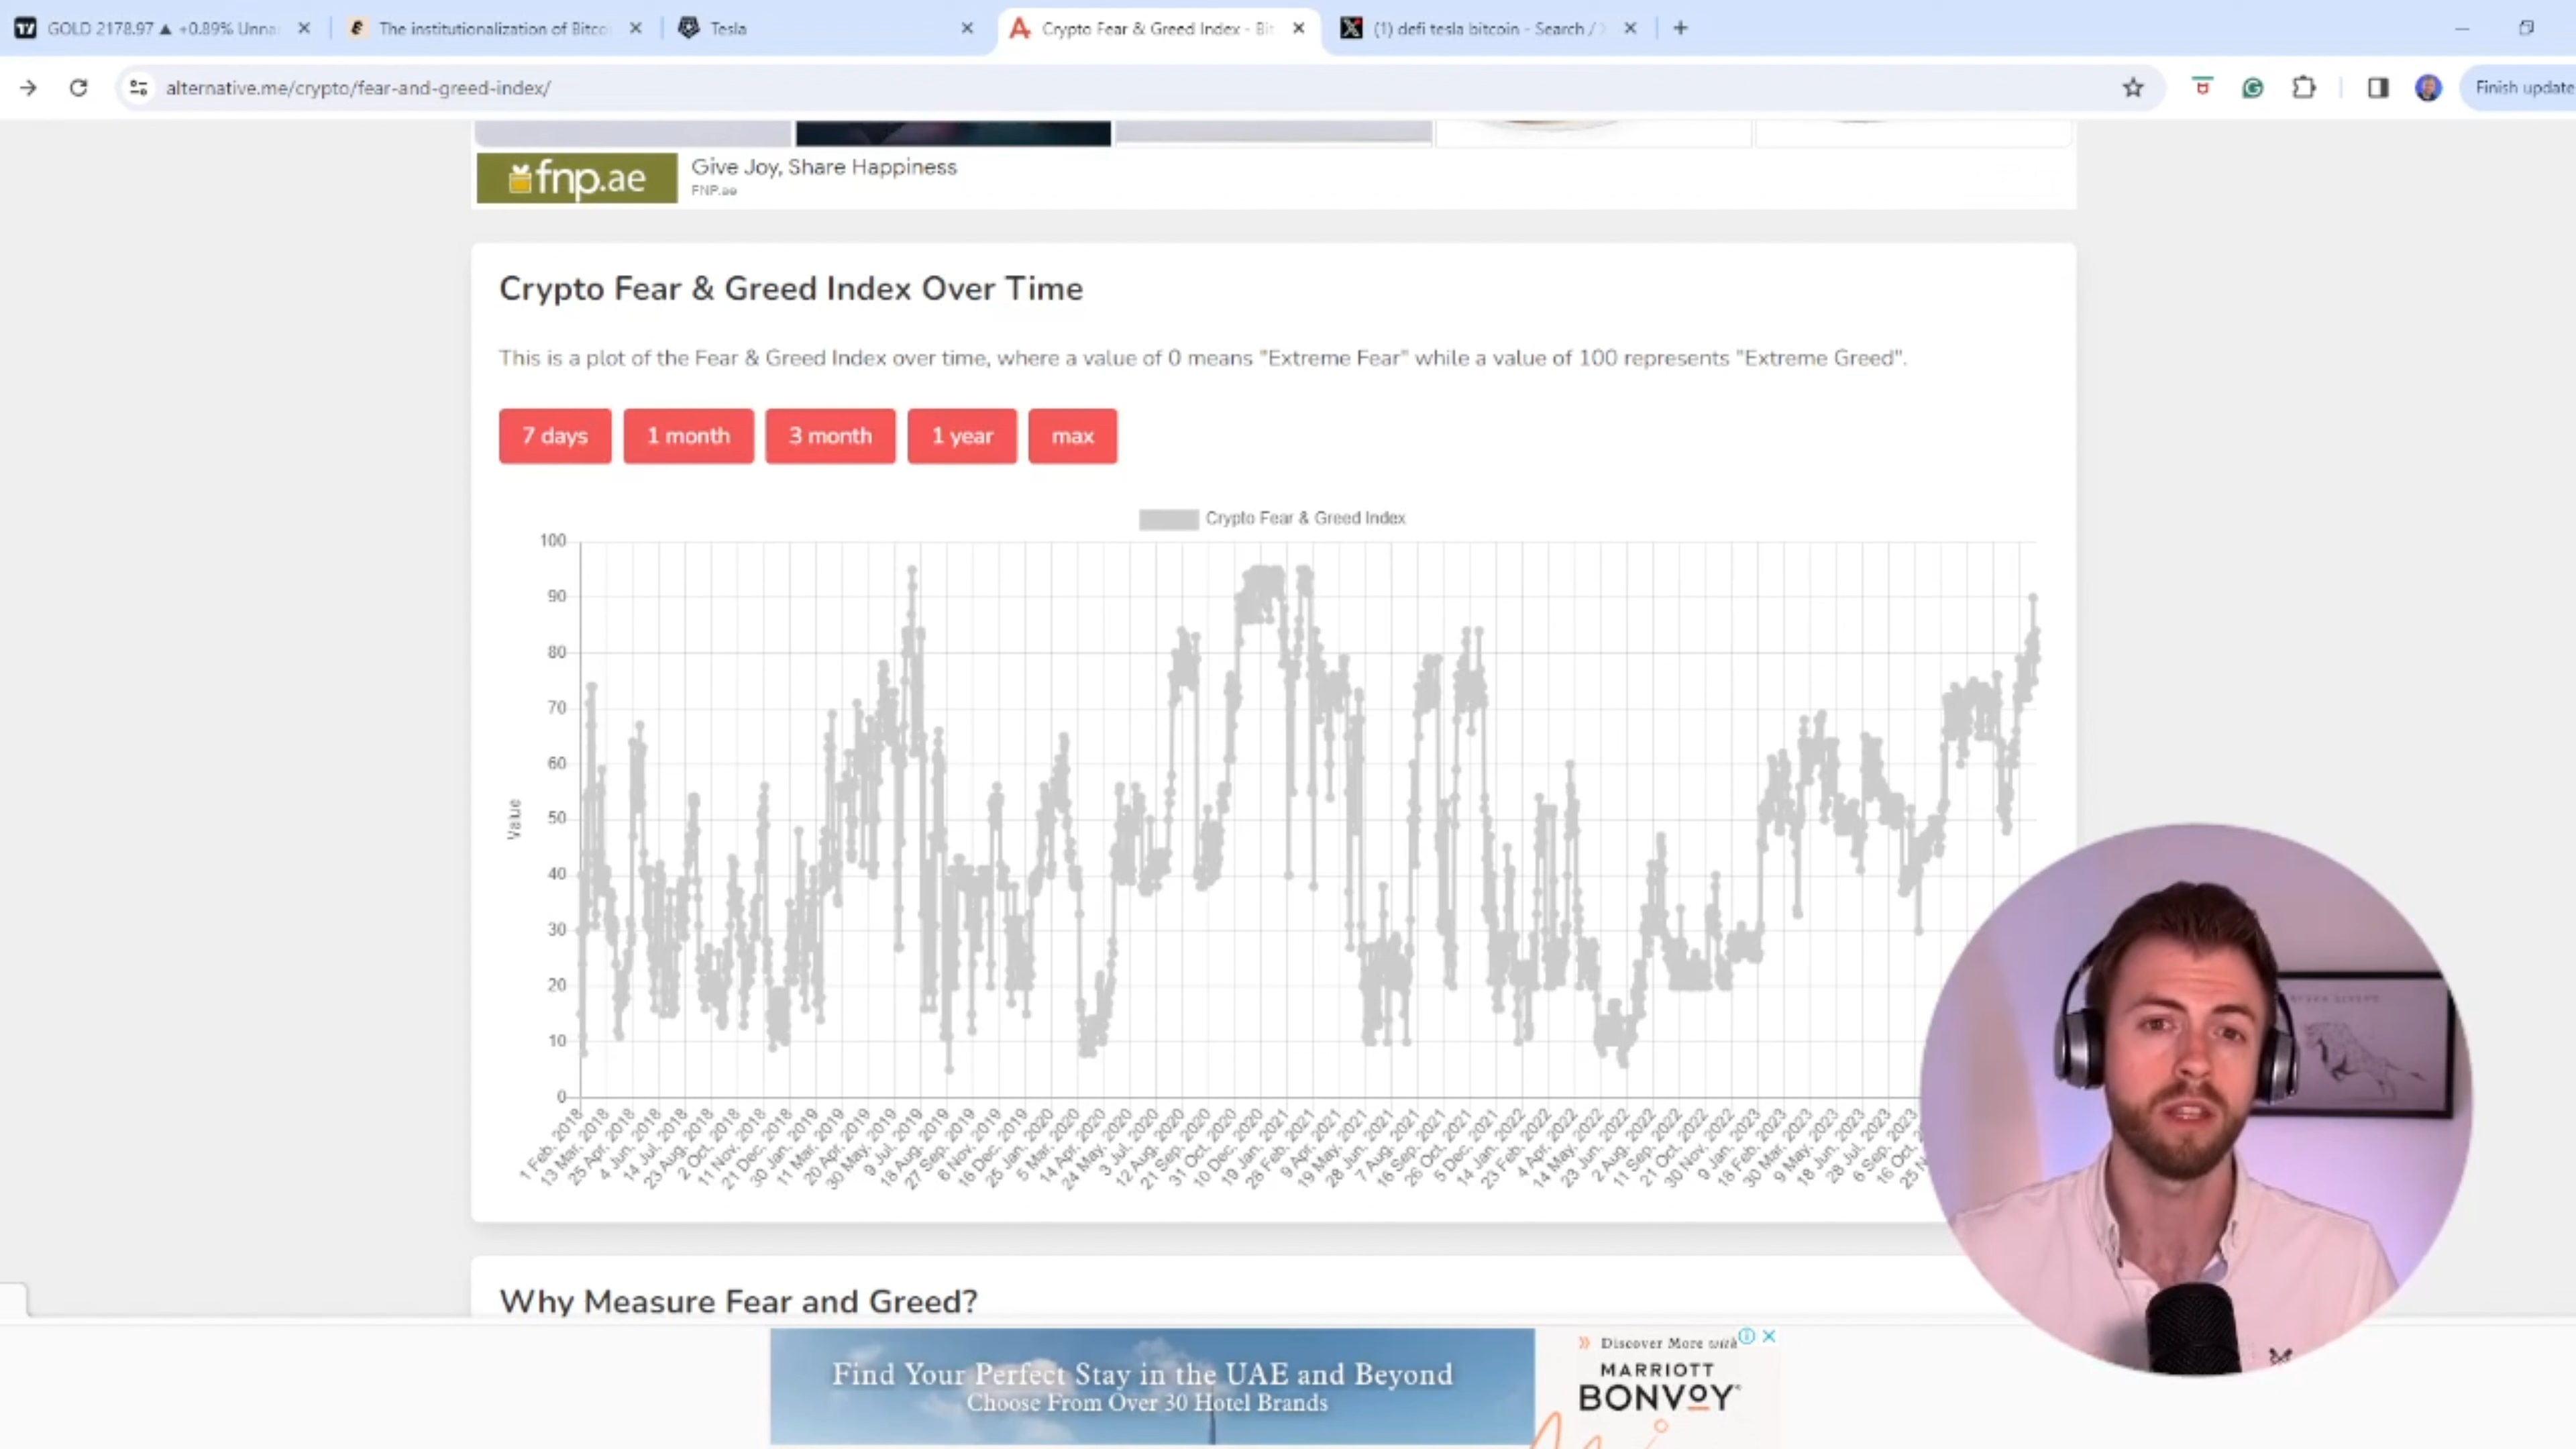 GOLD 2178.97 ▲ +0.89% Unna
The institutionalization of Bitco
Tesla
Crypto Fear & Greed Index - Bit
(1) defi tesla bitcoin - Search /
alternative.me/crypto/fear-and-greed-index/
Finish update
fnp.ae
Give Joy, Share Happiness
FNP.ae
Crypto Fear & Greed Index Over Time
This is a plot of the Fear & Greed Index over time, where a value of 0 means "Extreme Fear" while a value of 100 represents "Extreme Greed".
7 days
1 month
3 month
1 year
max
Crypto Fear & Greed Index
Value
100
90
80
70
60
50
40
30
20
10
0
1 Feb, 2018
13 Mar, 2018
25 Apr, 2018
4 Jun, 2018
14 Jul, 2018
23 Aug, 2018
2 Oct, 2018
11 Nov, 2018
21 Dec, 2018
30 Jan, 2019
11 Mar, 2019
20 Apr, 2019
30 May, 2019
9 Jul, 2019
18 Aug, 2019
27 Sep, 2019
6 Nov, 2019
16 Dec, 2019
25 Jan, 2020
5 Mar, 2020
14 Apr, 2020
24 May, 2020
3 Jul, 2020
12 Aug, 2020
21 Sep, 2020
31 Oct, 2020
10 Dec, 2020
19 Jan, 2021
28 Feb, 2021
9 Apr, 2021
19 May, 2021
28 Jun, 2021
7 Aug, 2021
16 Sep, 2021
26 Oct, 2021
5 Dec, 2021
14 Jan, 2022
23 Feb, 2022
4 Apr, 2022
14 May, 2022
23 Jun, 2022
2 Aug, 2022
11 Sep, 2022
21 Oct, 2022
30 Nov, 2022
9 Jan, 2023
18 Feb, 2023
30 Mar, 2023
9 May, 2023
18 Jun, 2023
28 Jul, 2023
6 Sep, 2023
16 Oct, 2
25 N
Why Measure Fear and Greed?
Find Your Perfect Stay in the UAE and Beyond
Choose From Over 30 Hotel Brands
Discover More with
MARRIOTT
BONVOY